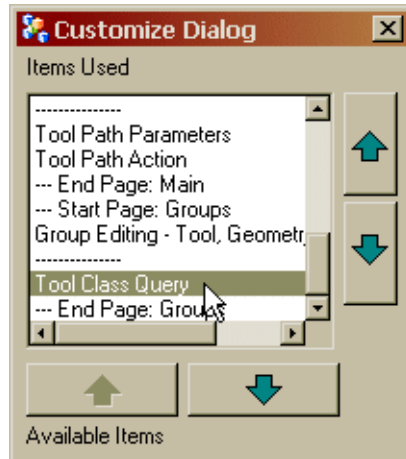 Customize Dialog
Items Used
---------------
Tool Path Parameters
Tool Path Action
--- End Page: Main
--- Start Page: Groups
Group Editing - Tool, Geometr
---------------
Tool Class Query
--- End Page: Groups
Available Items